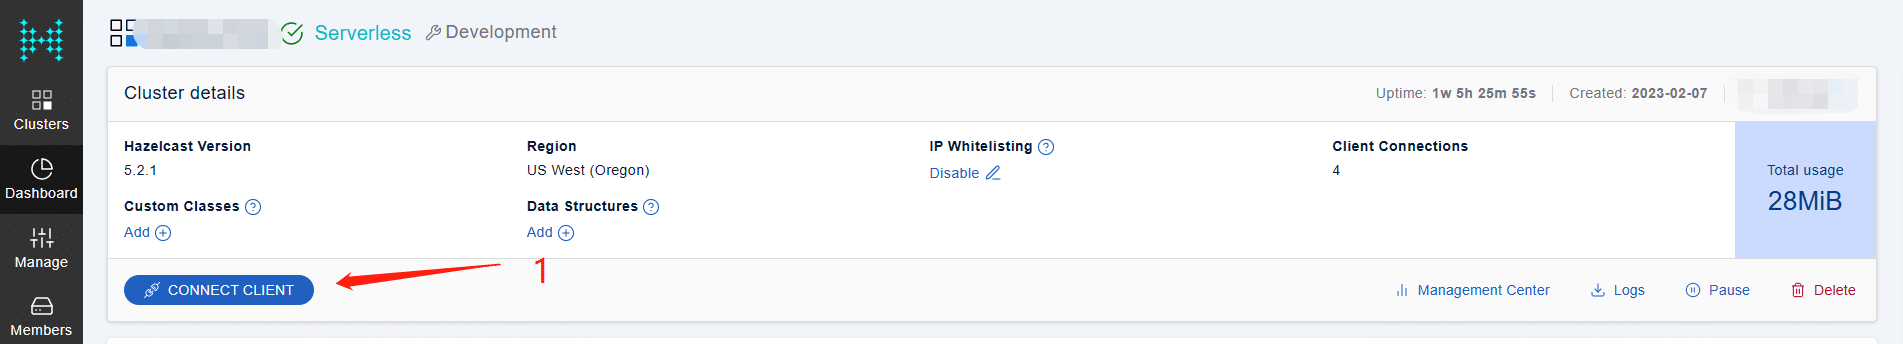 Serverless Development
Clusters
Dashboard
Manage
Members
Cluster details
Uptime: 1w 5h 25m 55s
Created: 2023-02-07
Hazelcast Version
5.2.1
Region
US West (Oregon)
IP Whitelisting ?
Disable
Client Connections
4
Custom Classes ?
Add
Data Structures ?
Add
Total usage
28MiB
CONNECT CLIENT
1
Management Center
Logs
Pause
Delete